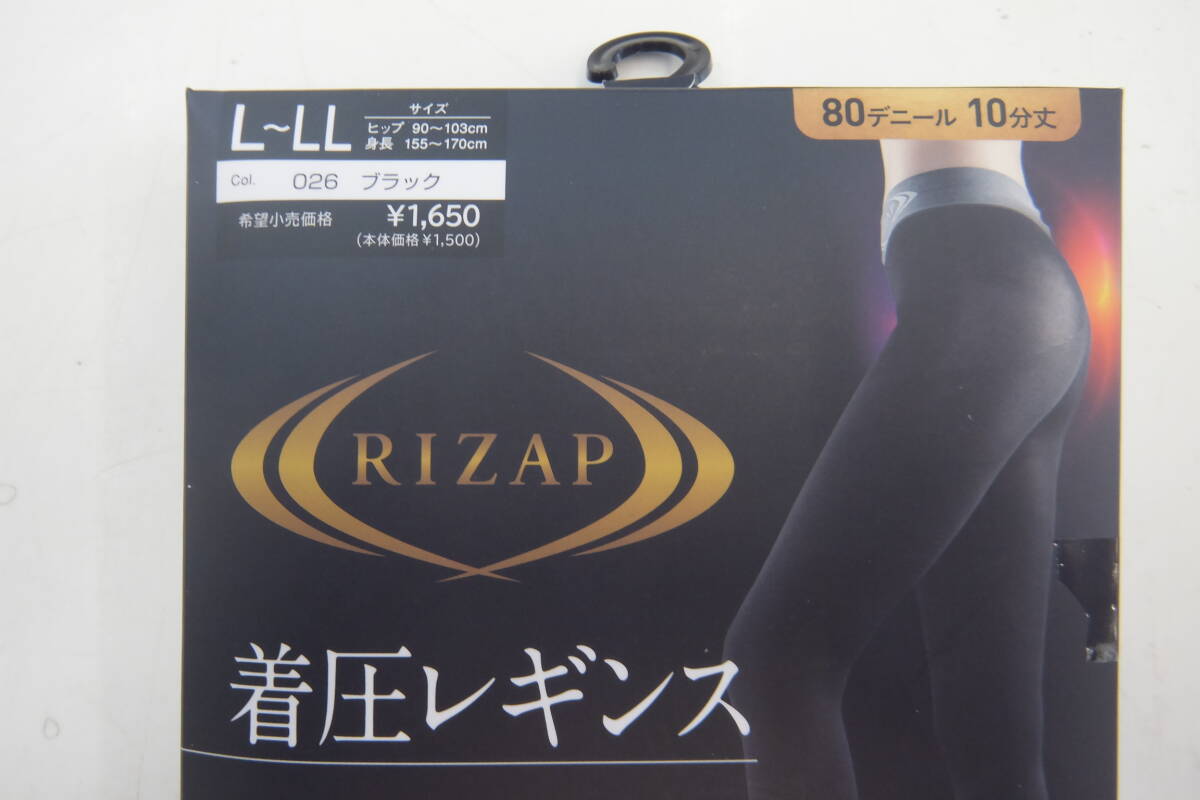 L～LL
サイズ
ヒップ 90～103cm
身長 155～170cm
Col. 026 ブラック
希望小売価格 ¥1,650
(本体価格¥1,500)
80デニール 10分丈
RIZAP
着圧レギンス